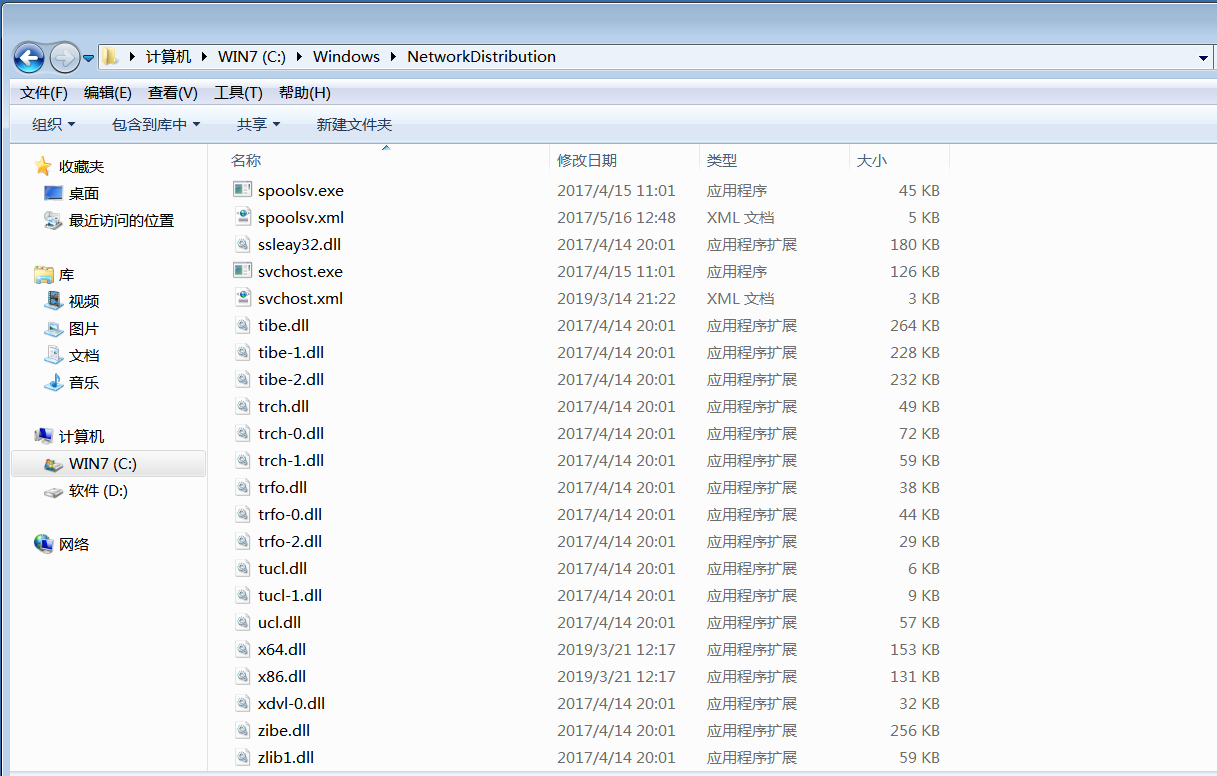 计算机 WIN7 (C:) Windows NetworkDistribution
文件(F) 编辑(E) 查看(V) 工具(T) 帮助(H)
组织 包含到库中 共享 新建文件夹
收藏夹
桌面
最近访问的位置
库
视频
图片
文档
音乐
计算机
WIN7 (C:)
软件 (D:)
网络
名称 修改日期 类型 大小
spoolsv.exe 2017/4/15 11:01 应用程序 45 KB
spoolsv.xml 2017/5/16 12:48 XML 文档 5 KB
ssleay32.dll 2017/4/14 20:01 应用程序扩展 180 KB
svchost.exe 2017/4/15 11:01 应用程序 126 KB
svchost.xml 2019/3/14 21:22 XML 文档 3 KB
tibe.dll 2017/4/14 20:01 应用程序扩展 264 KB
tibe-1.dll 2017/4/14 20:01 应用程序扩展 228 KB
tibe-2.dll 2017/4/14 20:01 应用程序扩展 232 KB
trch.dll 2017/4/14 20:01 应用程序扩展 49 KB
trch-0.dll 2017/4/14 20:01 应用程序扩展 72 KB
trch-1.dll 2017/4/14 20:01 应用程序扩展 59 KB
trfo.dll 2017/4/14 20:01 应用程序扩展 38 KB
trfo-0.dll 2017/4/14 20:01 应用程序扩展 44 KB
trfo-2.dll 2017/4/14 20:01 应用程序扩展 29 KB
tucl.dll 2017/4/14 20:01 应用程序扩展 6 KB
tucl-1.dll 2017/4/14 20:01 应用程序扩展 9 KB
ucl.dll 2017/4/14 20:01 应用程序扩展 57 KB
x64.dll 2019/3/21 12:17 应用程序扩展 153 KB
x86.dll 2019/3/21 12:17 应用程序扩展 131 KB
xdvl-0.dll 2017/4/14 20:01 应用程序扩展 32 KB
zibe.dll 2017/4/14 20:01 应用程序扩展 256 KB
zlib1.dll 2017/4/14 20:01 应用程序扩展 59 KB